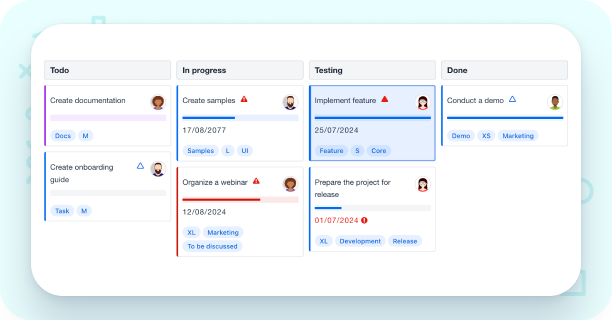 Todo
Create documentation
Docs M
Create onboarding
guide
Task M
In progress
Create samples
17/08/2077
Samples L UI
Organize a webinar
12/08/2024
XL Marketing
To be discussed
Testing
Implement feature
25/07/2024
Feature S Core
Prepare the project for
release
01/07/2024
XL Development Release
Done
Conduct a demo
Demo XS Marketing